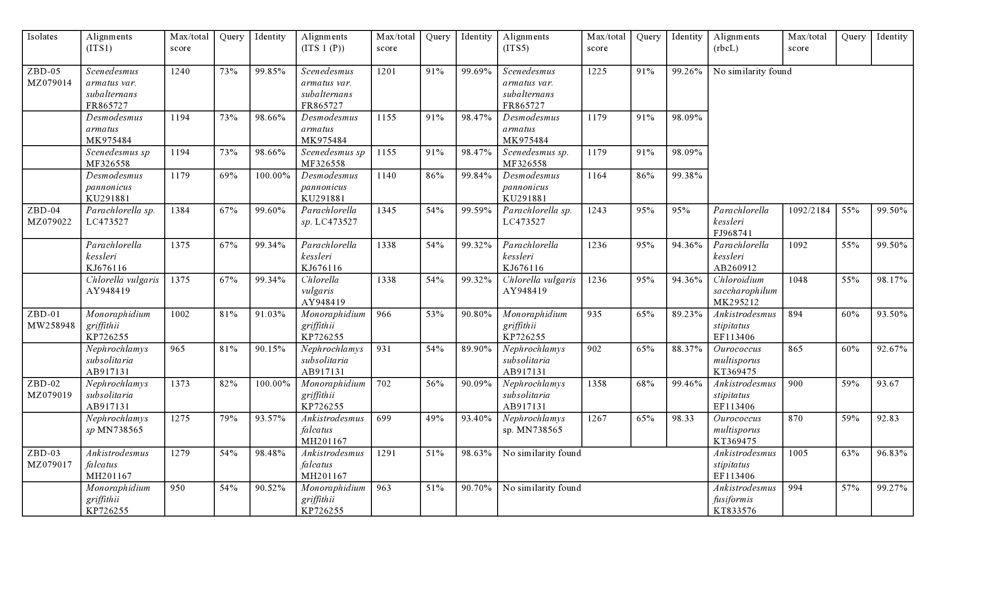 Isolates Alignments (ITS1) Max/total score Query Identity Alignments (ITS 1 (P)) Max/total score Query Identity Alignments (ITS5) Max/total score Query Identity Alignments (rbcL) Max/total score Query Identity
ZBD-05 MZ079014 Scenedesmus armatus var. subalternans FR865727 1240 73% 99.85% Scenedesmus armatus var. subalternans FR865727 1201 91% 99.69% Scenedesmus armatus var. subalternans FR865727 1225 91% 99.26% No similarity found
Desmodesmus armatus MK975484 1194 73% 98.66% Desmodesmus armatus MK975484 1155 91% 98.47% Desmodesmus armatus MK975484 1179 91% 98.09%
Scenedesmus sp MF326558 1194 73% 98.66% Scenedesmus sp MF326558 1155 91% 98.47% Scenedesmus sp. MF326558 1179 91% 98.09%
Desmodesmus pannonicus KU291881 1179 69% 100.00% Desmodesmus pannonicus KU291881 1140 86% 99.84% Desmodesmus pannonicus KU291881 1164 86% 99.38%
ZBD-04 MZ079022 Parachlorella sp. LC473527 1384 67% 99.60% Parachlorella sp. LC473527 1345 54% 99.59% Parachlorella sp. LC473527 1243 95% 95% Parachlorella kessleri FJ968741 1092/2184 55% 99.50%
Parachlorella kessleri KJ676116 1375 67% 99.34% Parachlorella kessleri KJ676116 1338 54% 99.32% Parachlorella kessleri KJ676116 1236 95% 94.36% Parachlorella kessleri AB260912 1092 55% 99.50%
Chlorella vulgaris AY948419 1375 67% 99.34% Chlorella vulgaris AY948419 1338 54% 99.32% Chlorella vulgaris AY948419 1236 95% 94.36% Chloroidium saccharophilum MK295212 1048 55% 98.17%
ZBD-01 MW258948 Monoraphidium griffithii KP726255 1002 81% 91.03% Monoraphidium griffithii KP726255 966 53% 90.80% Monoraphidium griffithii KP726255 935 65% 89.23% Ankistrodesmus stipitatus EF113406 894 60% 93.50%
Nephrochlamys subsolitaria AB917131 965 81% 90.15% Nephrochlamys subsolitaria AB917131 931 54% 89.90% Nephrochlamys subsolitaria AB917131 902 65% 88.37% Ourococcus multisporus KT369475 865 60% 92.67%
ZBD-02 MZ079019 Nephrochlamys subsolitaria AB917131 1373 82% 100.00% Monoraphidium griffithii KP726255 702 56% 90.09% Nephrochlamys subsolitaria AB917131 1358 68% 99.46% Ankistrodesmus stipitatus EF113406 900 59% 93.67
Nephrochlamys sp MN738565 1275 79% 93.57% Ankistrodesmus falcatus MH201167 699 49% 93.40% Nephrochlamys sp. MN738565 1267 65% 98.33 Ourococcus multisporus KT369475 870 59% 92.83
ZBD-03 MZ079017 Ankistrodesmus falcatus MH201167 1279 54% 98.48% Ankistrodesmus falcatus MH201167 1291 51% 98.63% No similarity found Ankistrodesmus stipitatus EF113406 1005 63% 96.83%
Monoraphidium griffithii KP726255 950 54% 90.52% Monoraphidium griffithii KP726255 963 51% 90.70% No similarity found Ankistrodesmus fusiformis KT833576 994 57% 99.27%